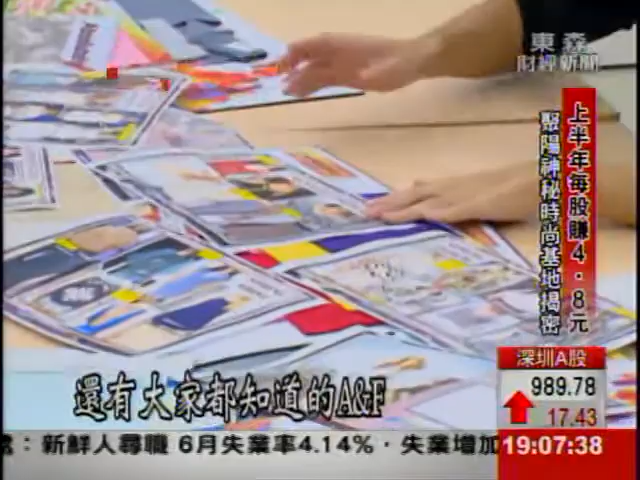 東森
財經新聞
上半年每股賺4.8元
聚陽神秘時尚基地揭密
深圳A股
989.78
17.43
還有大家都知道的A&F
：新鮮人尋職 6月失業率4.14%．失業增加
19:07:38